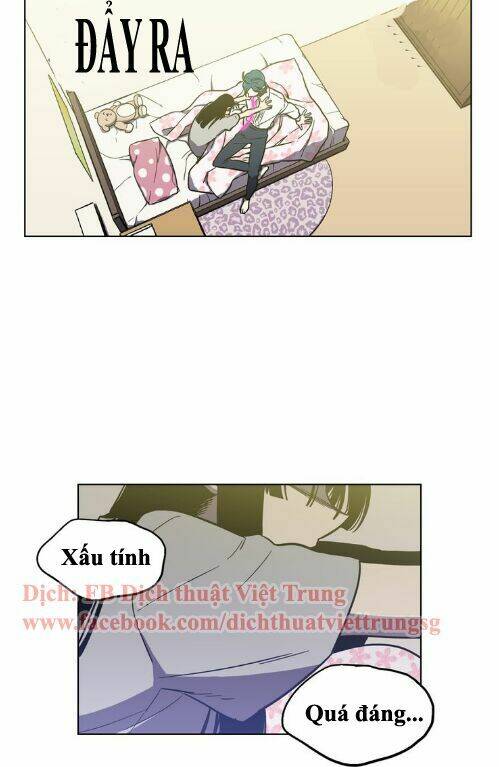 ĐẨY RA
Xấu tính
Dịch: FB Dịch thuật Việt Trung
www.facebook.com/dichthuatviettrungsg
Quá đáng...